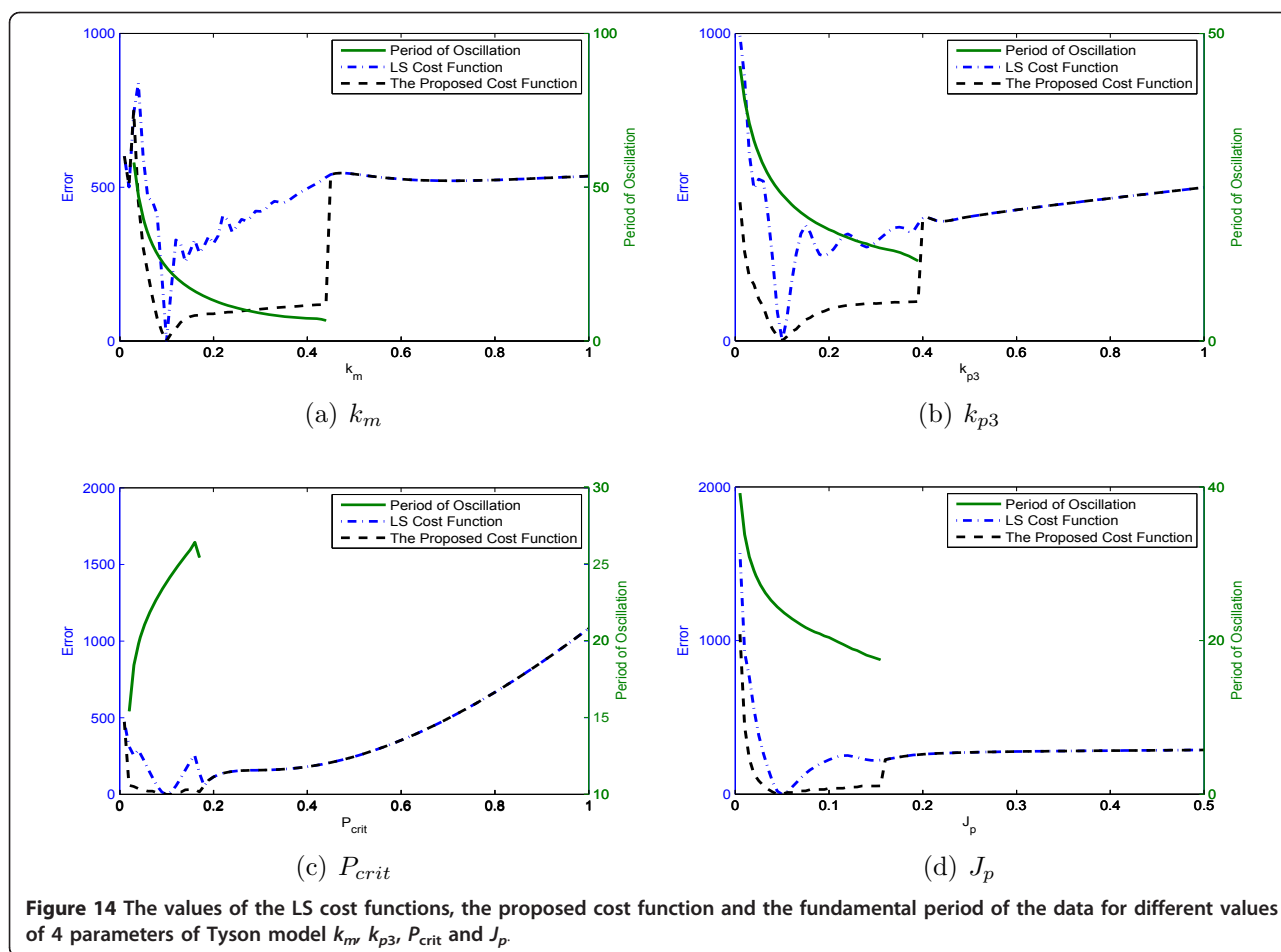 1000
500
0
Error
100
50
0
Period of Oscillation
Period of Oscillation
LS Cost Function
The Proposed Cost Function
0 0.2 0.4 0.6 0.8 1
k_m
(a) k_m
1000
500
0
Error
50
0
Period of Oscillation
Period of Oscillation
LS Cost Function
The Proposed Cost Function
0 0.2 0.4 0.6 0.8 1
k_p3
(b) k_p3
2000
1500
1000
500
0
Error
30
25
20
15
10
Period of Oscillation
Period of Oscillation
LS Cost Function
The Proposed Cost Function
0 0.2 0.4 0.6 0.8 1
P_crit
(c) P_crit
2000
1000
0
Error
40
20
0
Period of Oscillation
Period of Oscillation
LS Cost Function
The Proposed Cost Function
0 0.1 0.2 0.3 0.4 0.5
J_p
(d) J_p
Figure 14 The values of the LS cost functions, the proposed cost function and the fundamental period of the data for different values
of 4 parameters of Tyson model k_m, k_p3, P_crit and J_p.